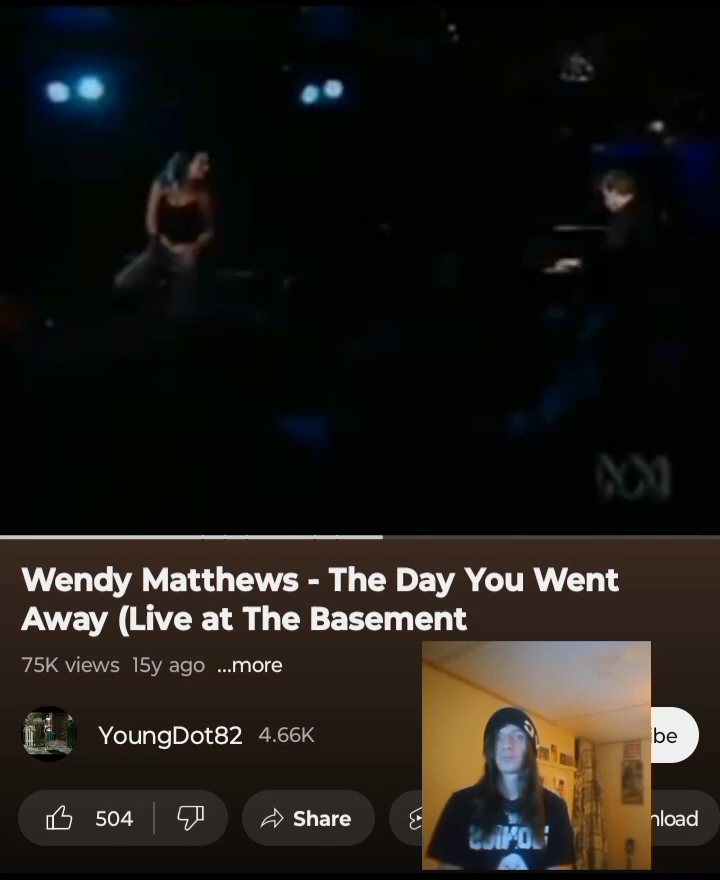 Wendy Matthews - The Day You Went
Away (Live at The Basement
75K views 15y ago ...more
YoungDot82 4.66K
be
504 Share nload